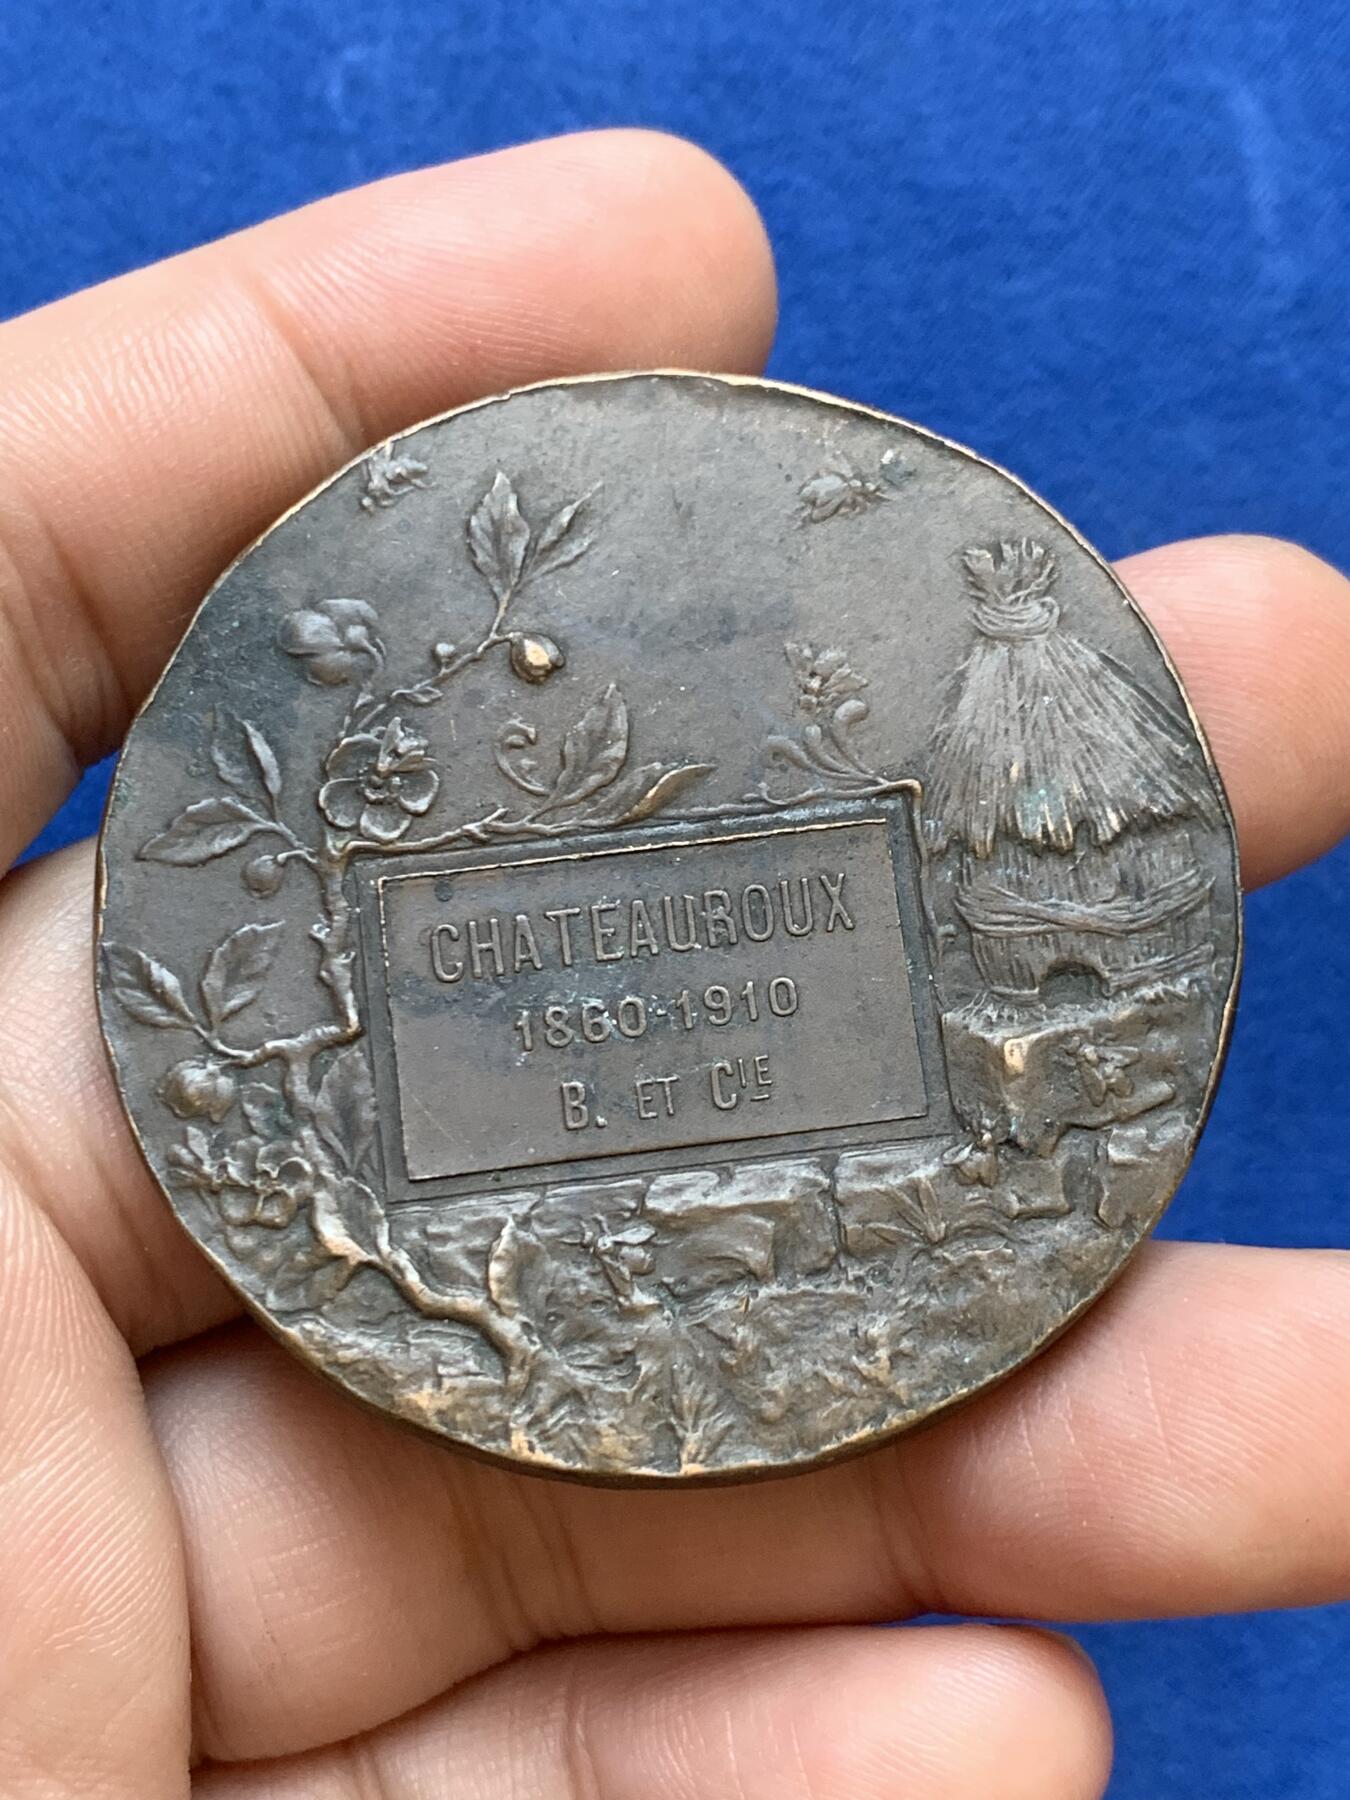 CHATEAUROUX
1860-1910
B. ET CIE